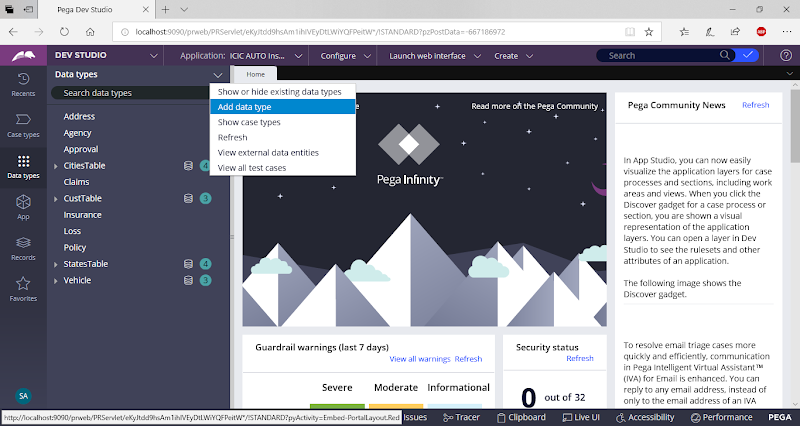 Pega Dev Studio
localhost:9090/prweb/PRServlet/eKyJtdd9hsAm1ihIVEyDtLWiYQFPeitW*/!STANDARD?pzPostData=-667186972
DEV STUDIO
Application: ICIC AUTO Ins...
Configure
Launch web interface
Create
Search
Recents
Case types
Data types
App
Records
Favorites
SA
Data types
Search data types
Address
Agency
Approval
CitiesTable 4
Claims
CustTable 3
Insurance
Loss
Policy
StatesTable 4
Vehicle 3
Home
Show or hide existing data types
Add data type
Show case types
Refresh
View external data entities
View all test cases
Read more on the Pega Community
Pega Infinity™
Guardrail warnings (last 7 days)
View all warnings Refresh
Severe Moderate Informational
Security status
Refresh
0 out of 32
Pega Community News Refresh
In App Studio, you can now easily
visualize the application layers for case
processes and sections, including work
areas and views. When you click the
Discover gadget for a case process or
section, you are shown a visual
representation of the application
layers. You can open a layer in Dev
Studio to see the rulesets and other
attributes of an application.
The following image shows the
Discover gadget.
To resolve email triage cases more
quickly and efficiently, communication
in Pega Intelligent Virtual Assistant™
(IVA) for Email is enhanced. You can
reply to any email address, instead of
only to the email address of an IVA
http://localhost:9090/prweb/PRServlet/eKyJtdd9hsAm1ihIVEyDtLWiYQFPeitW*/!STANDARD?pyActivity=Embed-PortalLayout.Red
Issues
Tracer
Clipboard
Live UI
Accessibility
Performance
PEGA